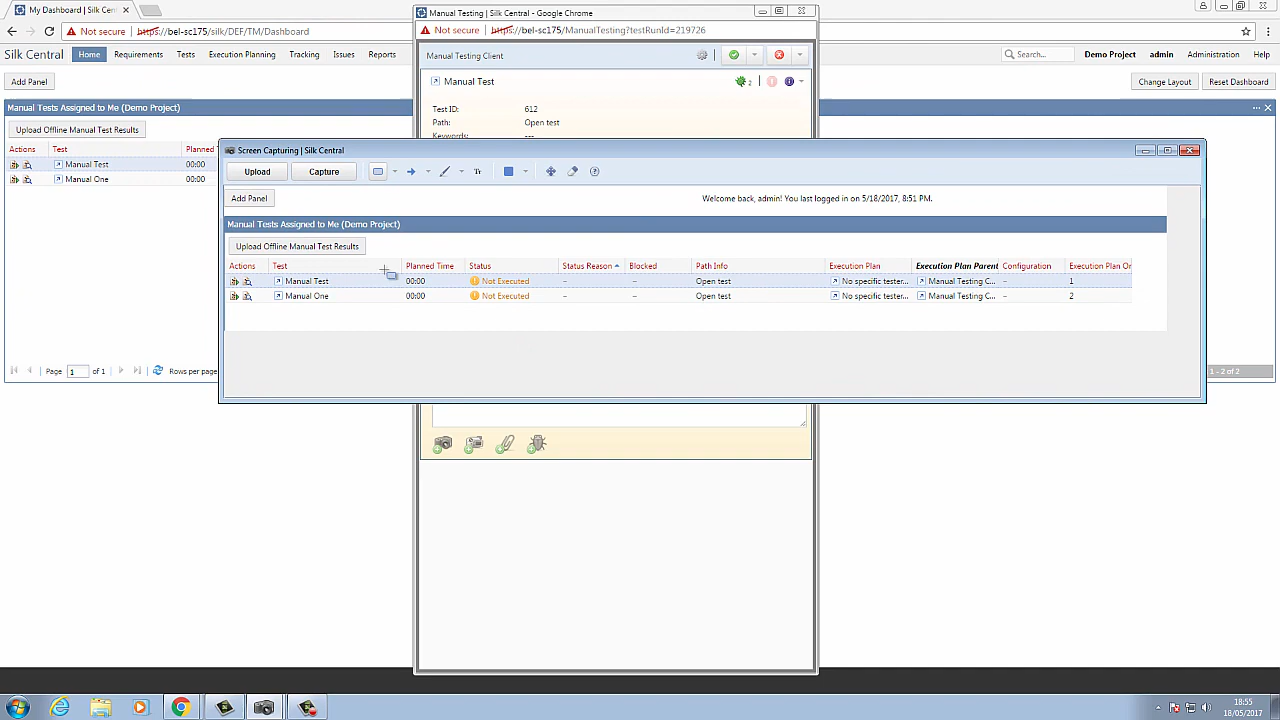 My Dashboard | Silk Cent
Not secure
https://bel-sc175/silk/DEF/TM/Dashboard
Silk Central
Home
Requirements
Tests
Execution Planning
Tracking
Issues
Reports
Search...
Demo Project
admin
Administration
Help
Add Panel
Change Layout
Reset Dashboard
Manual Tests Assigned to Me (Demo Project)
Upload Offline Manual Test Results
Actions Test Planned
Manual Test 00:00
Manual One 00:00
Page 1 of 1 Rows per page
1 - 2 of 2
Manual Testing | Silk Central - Google Chrome
Not secure
https://bel-sc175/ManualTesting?testRunId=219726
Manual Testing Client
Manual Test
2
Test ID: 612
Path: Open test
Keywords: ---
Screen Capturing | Silk Central
Upload
Capture
Tr
Add Panel
Welcome back, admin! You last logged in on 5/18/2017, 8:51 PM.
Manual Tests Assigned to Me (Demo Project)
Upload Offline Manual Test Results
Actions Test Planned Time Status Status Reason Blocked Path Info Execution Plan Execution Plan Parent Configuration Execution Plan Or
Manual Test 00:00 Not Executed – – Open test No specific tester... Manual Testing C... – 1
Manual One 00:00 Not Executed – – Open test No specific tester... Manual Testing C... – 2
18:55
18/05/2017